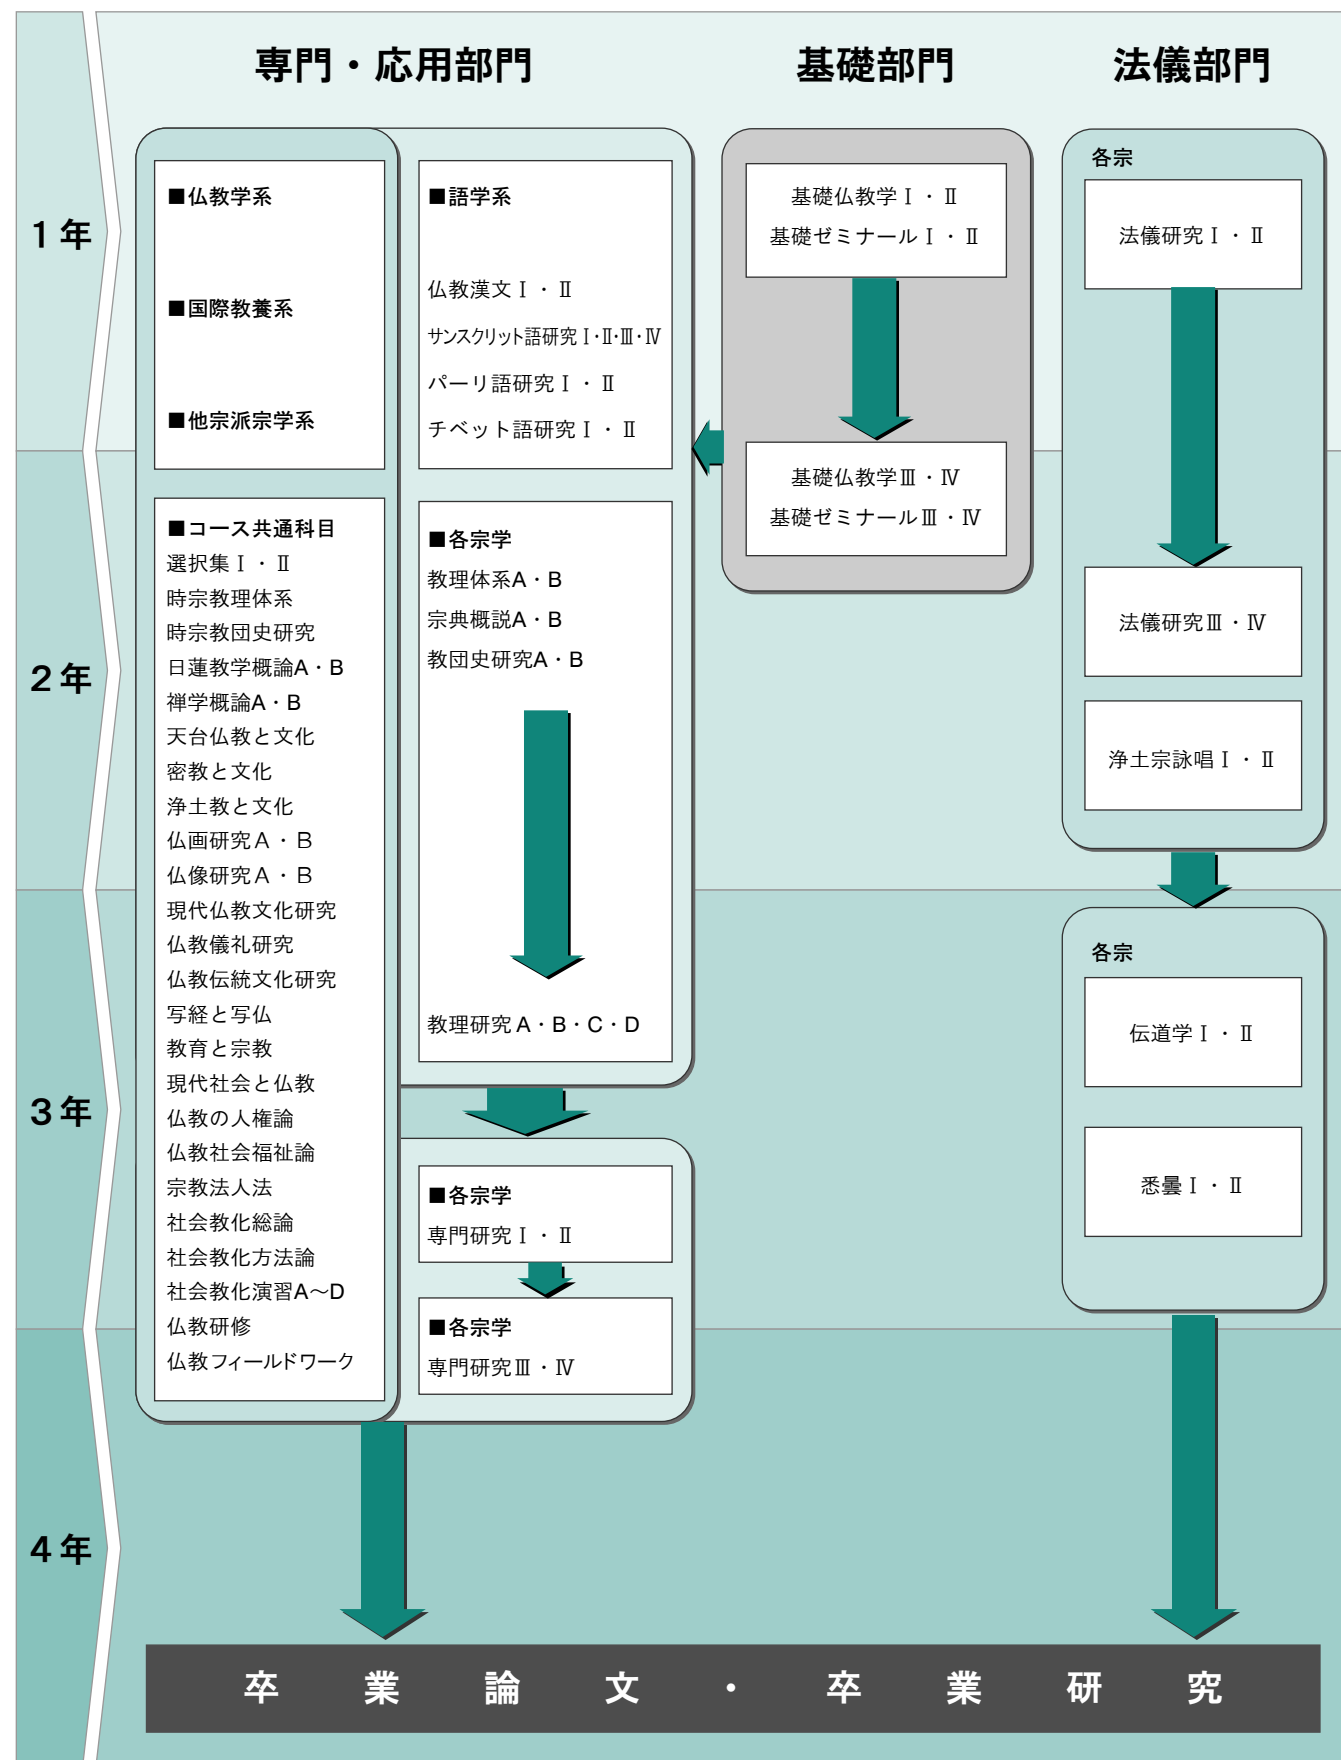 専門・応用部門
基礎部門
法儀部門
1年
2年
3年
4年
■仏教学系
■国際教養系
■他宗派宗学系
■コース共通科目
選択集Ⅰ・Ⅱ
時宗教理体系
時宗教団史研究
日蓮教学概論A・B
禅学概論A・B
天台仏教と文化
密教と文化
浄土教と文化
仏画研究A・B
仏像研究A・B
現代仏教文化研究
仏教儀礼研究
仏教伝統文化研究
写経と写仏
教育と宗教
現代社会と仏教
仏教の人権論
仏教社会福祉論
宗教法人法
社会教化総論
社会教化方法論
社会教化演習A〜D
仏教研修
仏教フィールドワーク
■語学系
仏教漢文Ⅰ・Ⅱ
サンスクリット語研究Ⅰ・Ⅱ・Ⅲ・Ⅳ
パーリ語研究Ⅰ・Ⅱ
チベット語研究Ⅰ・Ⅱ
■各宗学
教理体系A・B
宗典概説A・B
教団史研究A・B
教理研究A・B・C・D
■各宗学
専門研究Ⅰ・Ⅱ
■各宗学
専門研究Ⅲ・Ⅳ
基礎仏教学Ⅰ・Ⅱ
基礎ゼミナールⅠ・Ⅱ
基礎仏教学Ⅲ・Ⅳ
基礎ゼミナールⅢ・Ⅳ
各宗
法儀研究Ⅰ・Ⅱ
法儀研究Ⅲ・Ⅳ
浄土宗詠唱Ⅰ・Ⅱ
各宗
伝道学Ⅰ・Ⅱ
悉曇Ⅰ・Ⅱ
卒業論文・卒業研究